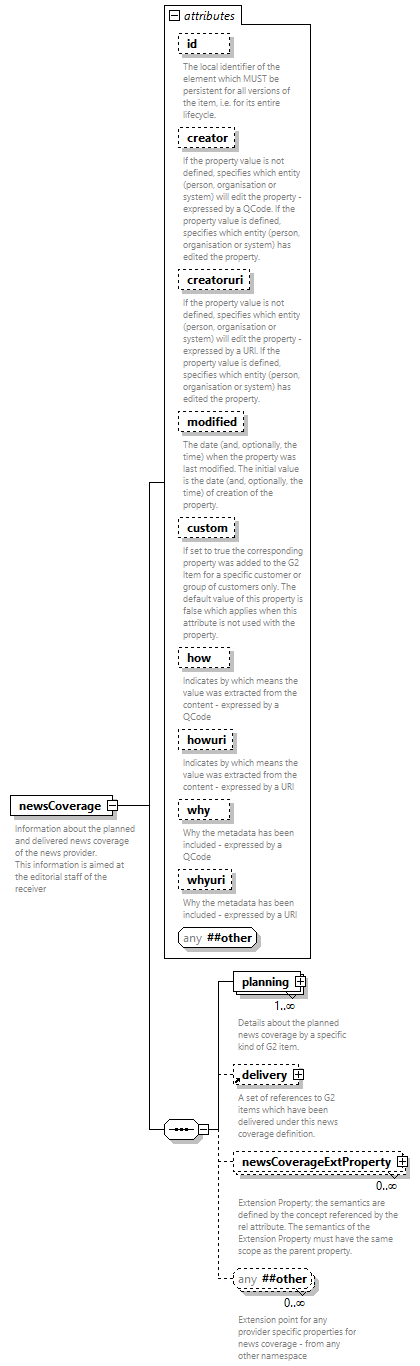 attributes
id
The local identifier of the
element which MUST be
persistent for all versions of
the item, i.e. for its entire
lifecycle.
creator
If the property value is not
defined, specifies which entity
(person, organisation or
system) will edit the property -
expressed by a QCode. If the
property value is defined,
specifies which entity (person,
organisation or system) has
edited the property.
creatoruri
If the property value is not
defined, specifies which entity
(person, organisation or
system) will edit the property -
expressed by a URI. If the
property value is defined,
specifies which entity (person,
organisation or system) has
edited the property.
modified
The date (and, optionally, the
time) when the property was
last modified. The initial value
is the date (and, optionally, the
time) of creation of the
property.
custom
If set to true the corresponding
property was added to the G2
Item for a specific customer or
group of customers only. The
default value of this property is
false which applies when this
attribute is not used with the
property.
how
Indicates by which means the
value was extracted from the
content - expressed by a
QCode
howuri
Indicates by which means the
value was extracted from the
content - expressed by a URI
why
Why the metadata has been
included - expressed by a
QCode
whyuri
Why the metadata has been
included - expressed by a URI
any ##other
newsCoverage
Information about the planned
and delivered news coverage
of the news provider.
This information is aimed at
the editorial staff of the
receiver
planning
1..∞
Details about the planned
news coverage by a specific
kind of G2 item.
delivery
A set of references to G2
items which have been
delivered under this news
coverage definition.
newsCoverageExtProperty
0..∞
Extension Property; the semantics are
defined by the concept referenced by the
rel attribute. The semantics of the
Extension Property must have the same
scope as the parent property.
any ##other
0..∞
Extension point for any
provider specific properties for
news coverage - from any
other namespace